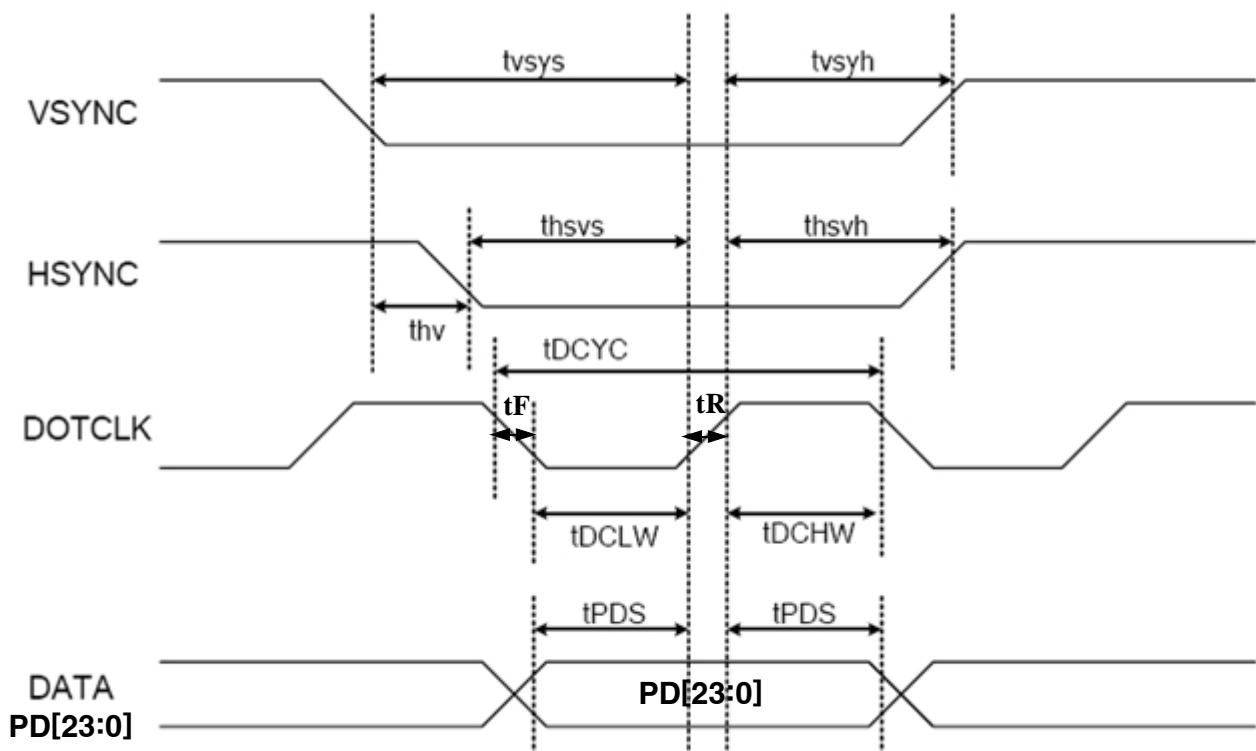 tvsys
tvsyh
VSYNC
thsvs
thsvh
HSYNC
thv
tDCYC
tF
tR
DOTCLK
tDCLW
tDCHW
tPDS
tPDS
DATA
PD[23:0]
PD[23:0]